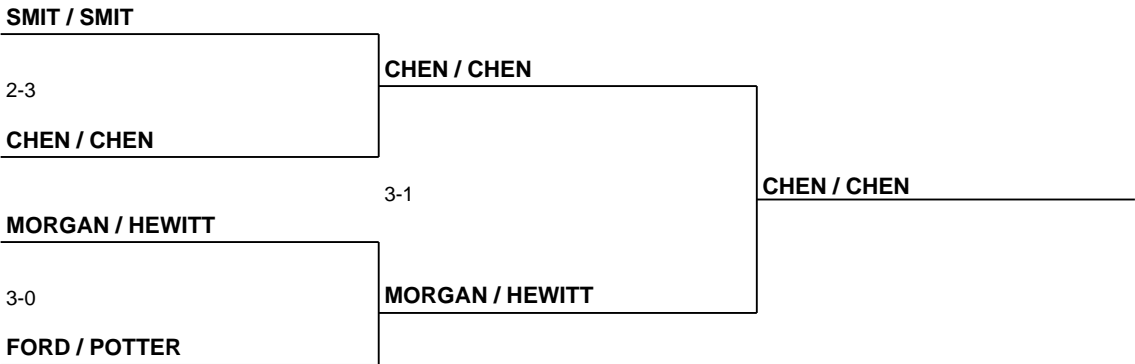 SMIT / SMIT
2-3
CHEN / CHEN
CHEN / CHEN
MORGAN / HEWITT
3-0
FORD / POTTER
MORGAN / HEWITT
3-1
CHEN / CHEN